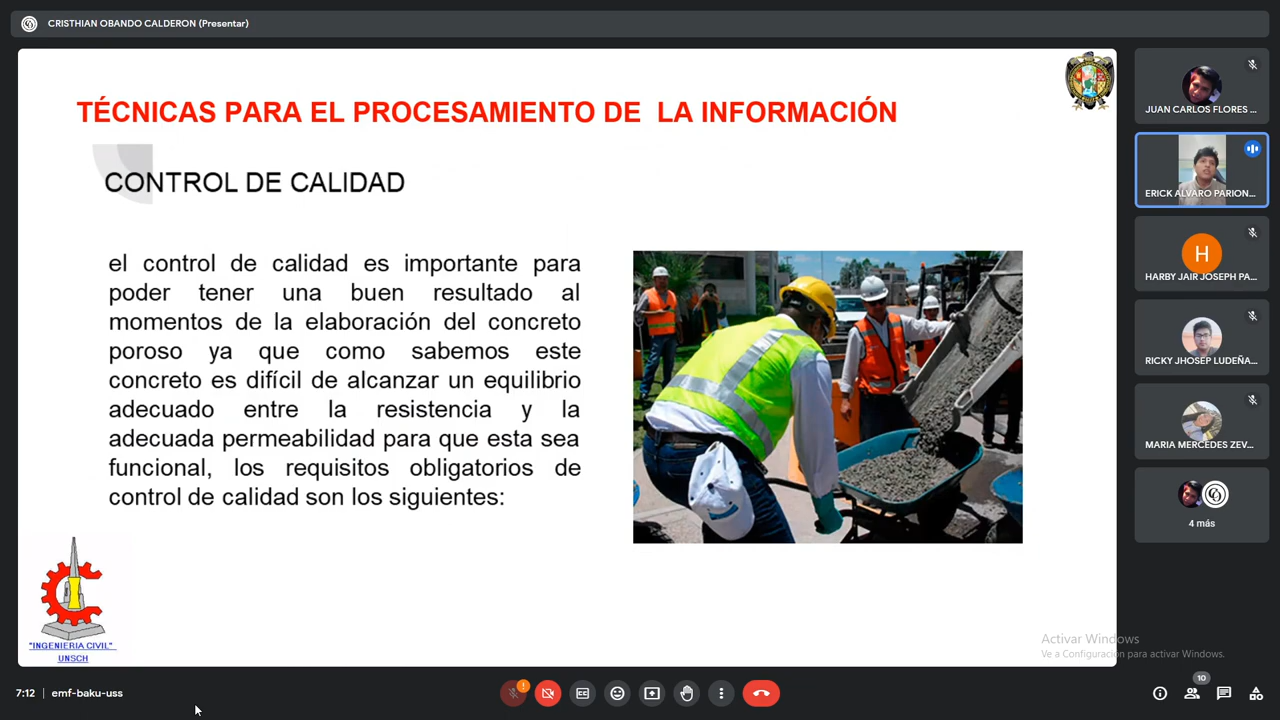 CRISTHIAN OBANDO CALDERON (Presentar)
TÉCNICAS PARA EL PROCESAMIENTO DE LA INFORMACIÓN
CONTROL DE CALIDAD
el control de calidad es importante para
poder tener una buen resultado al
momentos de la elaboración del concreto
poroso ya que como sabemos este
concreto es difícil de alcanzar un equilibrio
adecuado entre la resistencia y la
adecuada permeabilidad para que esta sea
funcional, los requisitos obligatorios de
control de calidad son los siguientes:
"INGENIERIA CIVIL"
UNSCH
JUAN CARLOS FLORES ...
ERICK ALVARO PARION...
H
HARBY JAIR JOSEPH PA...
RICKY JHOSEP LUDEÑA...
MARIA MERCEDES ZEV...
4 más
Activar Windows
Ve a Configuración para activar Windows.
7:12 | emf-baku-uss
10